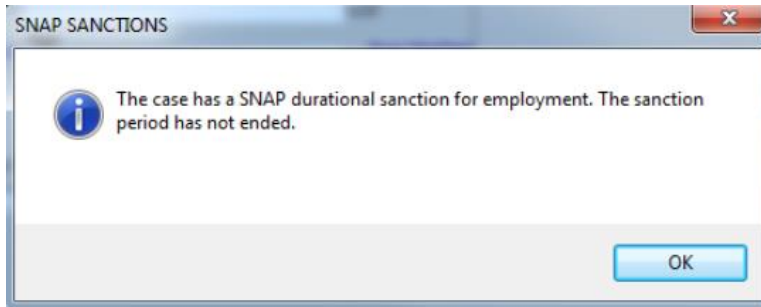 SNAP SANCTIONS
The case has a SNAP durational sanction for employment. The sanction
period has not ended.
OK